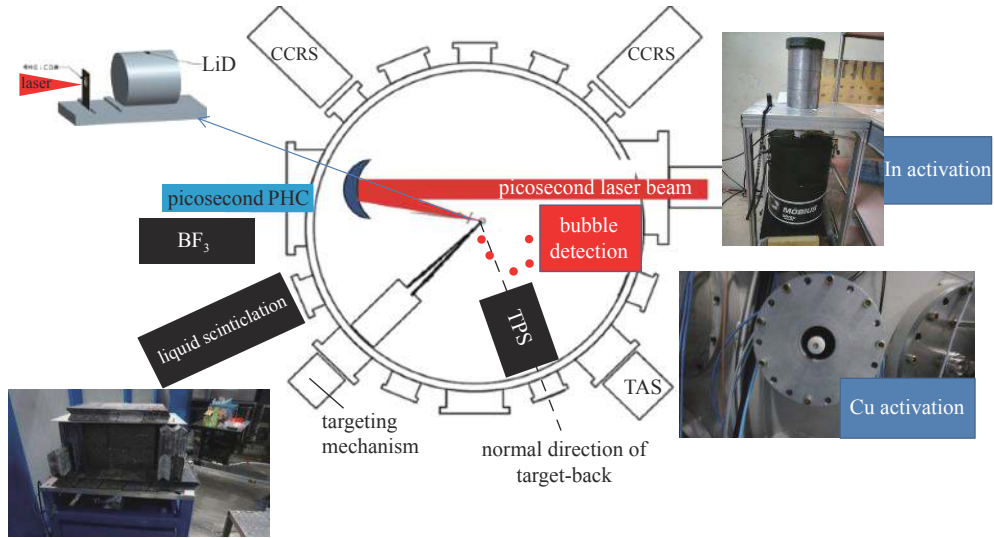 CCRS
CCRS
LiD
laser
In activation
MÖBIUS
picosecond laser beam
picosecond PHC
bubble
detection
BF3
TPS
liquid scinticlation
TAS
Cu activation
targeting
mechanism
normal direction of
target-back